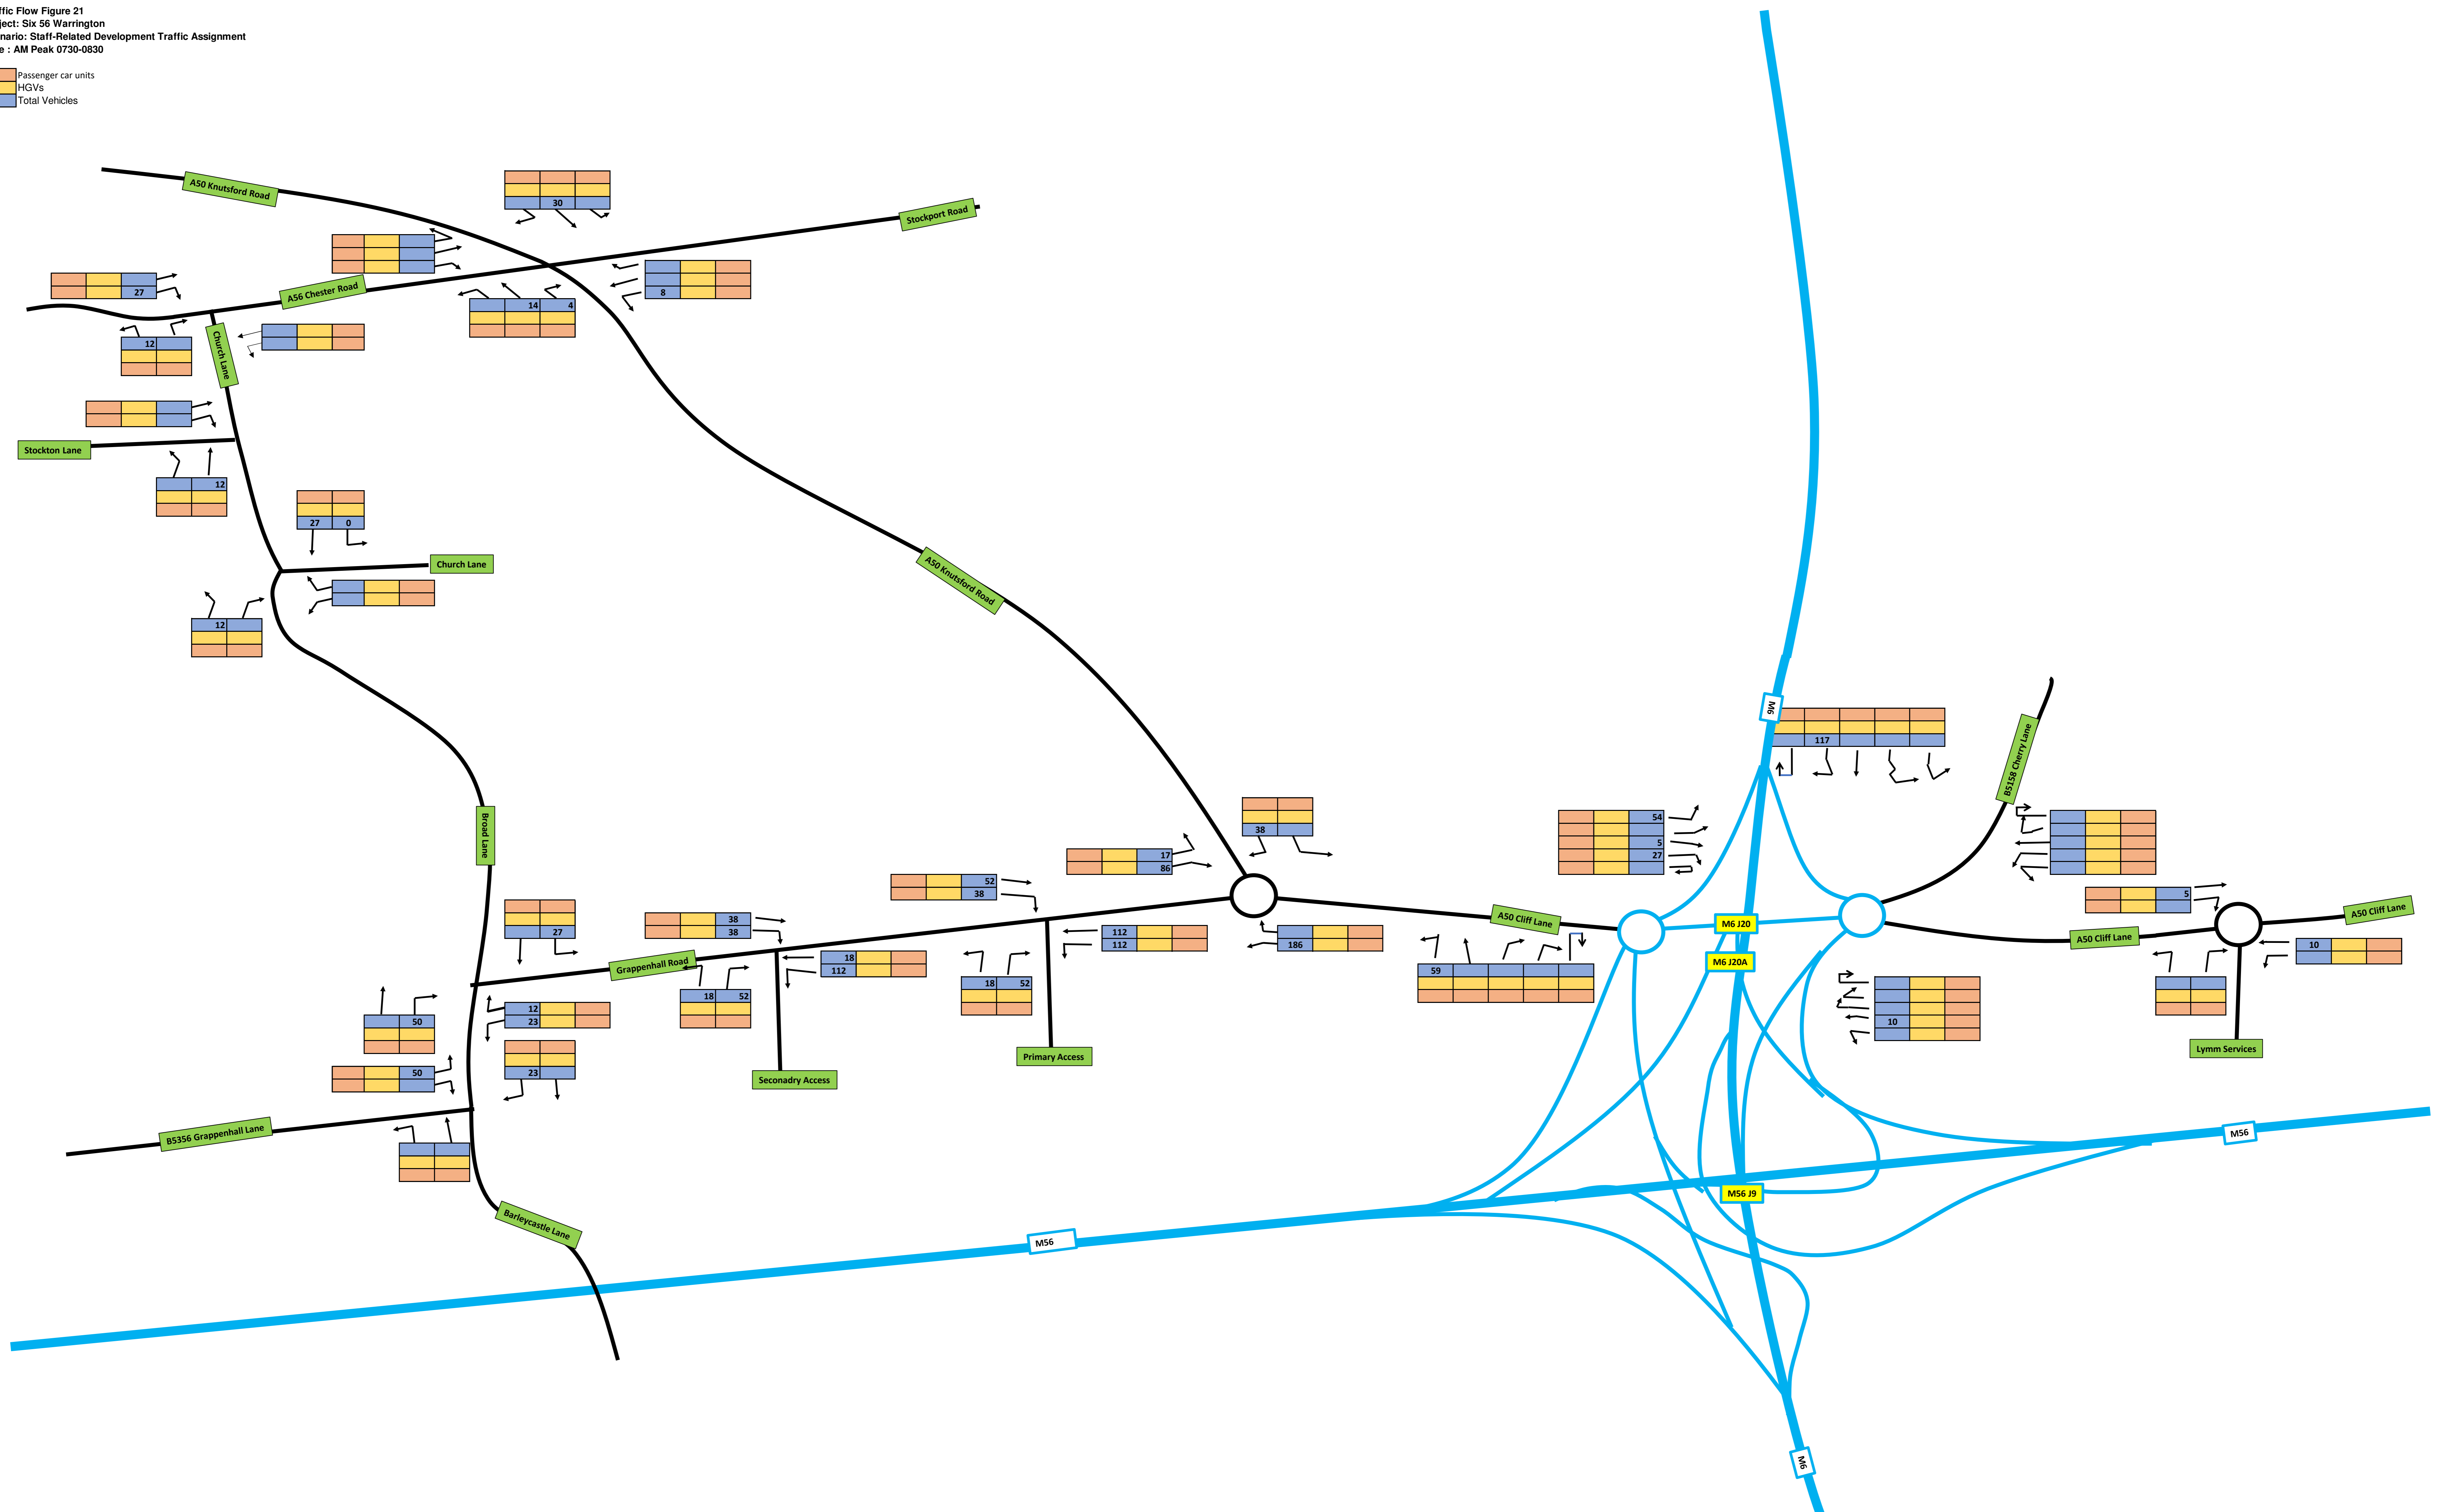 ffic Flow Figure 21
ject: Six 56 Warrington
nario: Staff-Related Development Traffic Assignment
e : AM Peak 0730-0830
Passenger car units
HGVs
Total Vehicles
A50 Knutsford Road
30
Stockport Road
27
A56 Chester Road
8
14 4
Church Lane
12
Stockton Lane
12
27 0
Church Lane
12
A50 Knutsford Road
M6
117
B5158 Cherry Lane
Broad Lane
38
54
5
27
17
86
52
38
5
A50 Cliff Lane
27
38
38
A50 Cliff Lane
M6 J20
A50 Cliff Lane
112
112
186
10
Grappenhall Road
18
112
M6 J20A
59
18 52
18 52
12
23
50
10
Primary Access
Lymm Services
50
23
Seconadry Access
B5356 Grappenhall Lane
M56
M56 J9
Barleycastle Lane
M56
M6